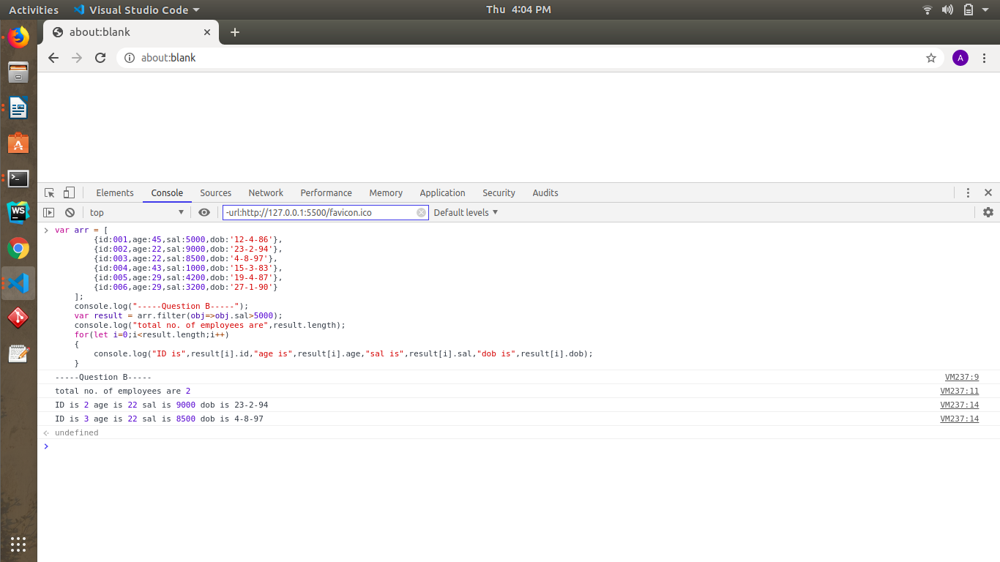 Activities Visual Studio Code Thu 4:04 PM
about:blank
about:blank A
Elements Console Sources Network Performance Memory Application Security Audits
top -url:http://127.0.0.1:5500/favicon.ico Default levels
var arr = [
{id:001,age:45,sal:5000,dob:'12-4-86'},
{id:002,age:22,sal:9000,dob:'23-2-94'},
{id:003,age:22,sal:8500,dob:'4-8-97'},
{id:004,age:43,sal:1000,dob:'15-3-83'},
{id:005,age:29,sal:4200,dob:'19-4-87'},
{id:006,age:29,sal:3200,dob:'27-1-90'}
];
console.log("-----Question B-----");
var result = arr.filter(obj=>obj.sal>5000);
console.log("total no. of employees are",result.length);
for(let i=0;i<result.length;i++)
{
console.log("ID is",result[i].id,"age is",result[i].age,"sal is",result[i].sal,"dob is",result[i].dob);
}
-----Question B----- VM237:9
total no. of employees are 2 VM237:11
ID is 2 age is 22 sal is 9000 dob is 23-2-94 VM237:14
ID is 3 age is 22 sal is 8500 dob is 4-8-97 VM237:14
undefined
WS